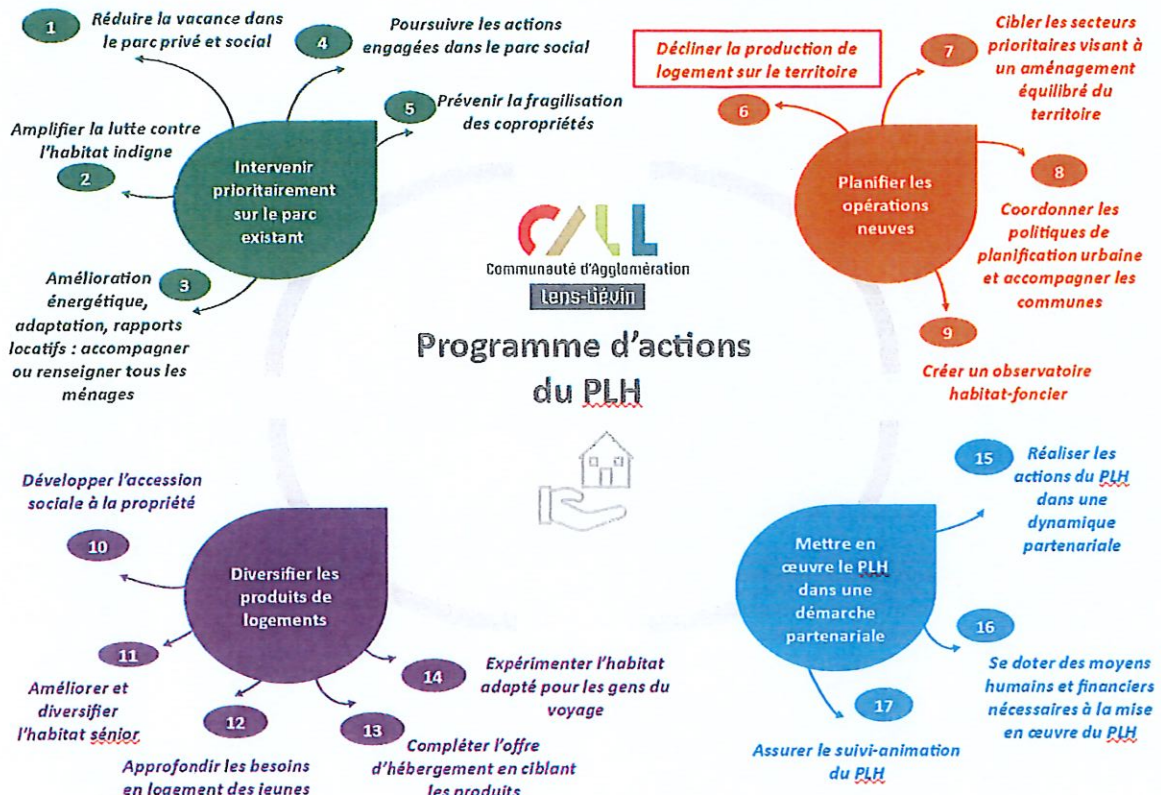 1
Réduire la vacance dans
le parc privé et social
4
Poursuivre les actions
engagées dans le parc social
5
Prévenir la fragilisation
des copropriétés
Amplifier la lutte contre
l'habitat indigne
2
Intervenir
prioritairement
sur le parc
existant
3
Amélioration
énergétique,
adaptation, rapports
locatifs : accompagner
ou renseigner tous les
ménages
Décliner la production de
logement sur le territoire
6
7
Cibler les secteurs
prioritaires visant à
un aménagement
équilibré du
territoire
Planifier les
opérations
neuves
8
Coordonner les
politiques de
planification urbaine
et accompagner les
communes
9
Créer un observatoire
habitat-foncier
CALL
Communauté d'Agglomération
Lens-Liévin
Programme d'actions
du PLH
Développer l'accession
sociale à la propriété
10
Diversifier les
produits de
logements
11
Améliorer et
diversifier
l'habitat sénior
12
Approfondir les besoins
en logement des jeunes
13
Compléter l'offre
d'hébergement en ciblant
les produits
14
Expérimenter l'habitat
adapté pour les gens du
voyage
15
Réaliser les
actions du PLH
dans une
dynamique
partenariale
Mettre en
œuvre le PLH
dans une
démarche
partenariale
16
Se doter des moyens
humains et financiers
nécessaires à la mise
en œuvre du PLH
17
Assurer le suivi-animation
du PLH